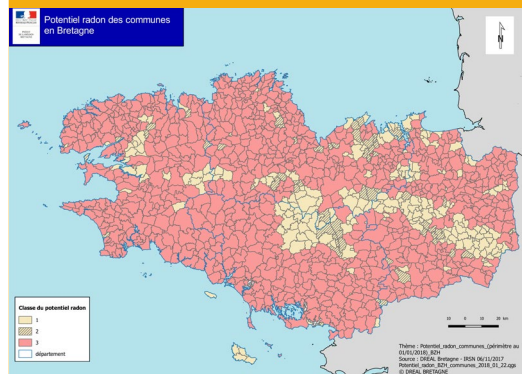 Potentiel radon des communes
en Bretagne
N
Classe du potentiel radon
1
2
3
département
10 0 10 20 km
Thème : Potentiel_radon_communes_(périmètre au
01/01/2018)_BZH
Source : DREAL Bretagne - IRSN 06/11/2017
Potentiel_radon_BZH_communes_2018_01_22.qgs
© DREAL BRETAGNE